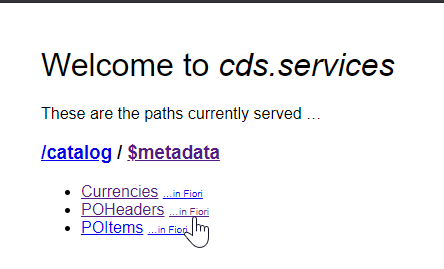 Welcome to cds.services
These are the paths currently served …
/catalog / $metadata
Currencies ...in Fiori
POHeaders ...in Fiori
POItems ...in Fiori